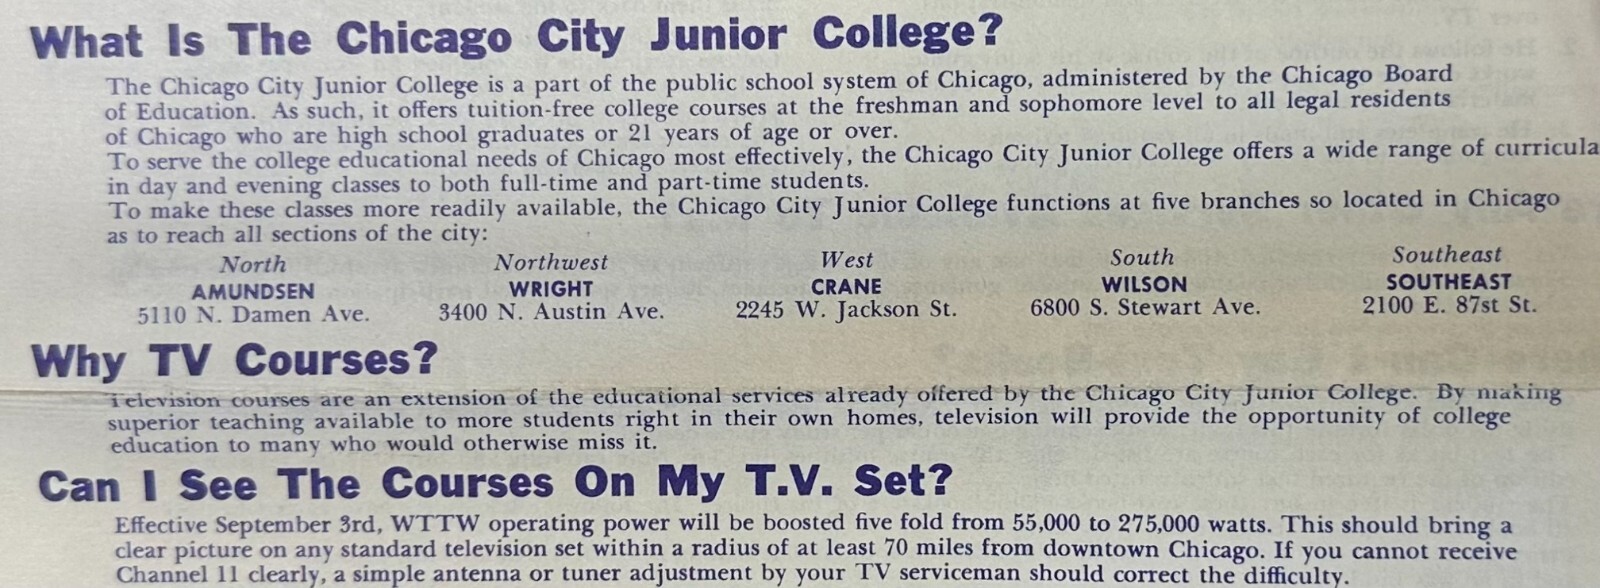 What Is The Chicago City Junior College?
The Chicago City Junior College is a part of the public school system of Chicago, administered by the Chicago Board
of Education. As such, it offers tuition-free college courses at the freshman and sophomore level to all legal residents
of Chicago who are high school graduates or 21 years of age or over.
To serve the college educational needs of Chicago most effectively, the Chicago City Junior College offers a wide range of curricula
in day and evening classes to both full-time and part-time students.
To make these classes more readily available, the Chicago City Junior College functions at five branches so located in Chicago
as to reach all sections of the city:
North Northwest West South Southeast
AMUNDSEN WRIGHT CRANE WILSON SOUTHEAST
5110 N. Damen Ave. 3400 N. Austin Ave. 2245 W. Jackson St. 6800 S. Stewart Ave. 2100 E. 87st St.
Why TV Courses?
Television courses are an extension of the educational services already offered by the Chicago City Junior College. By making
superior teaching available to more students right in their own homes, television will provide the opportunity of college
education to many who would otherwise miss it.
Can I See The Courses On My T.V. Set?
Effective September 3rd, WTTW operating power will be boosted five fold from 55,000 to 275,000 watts. This should bring a
clear picture on any standard television set within a radius of at least 70 miles from downtown Chicago. If you cannot receive
Channel 11 clearly, a simple antenna or tuner adjustment by your TV serviceman should correct the difficulty.